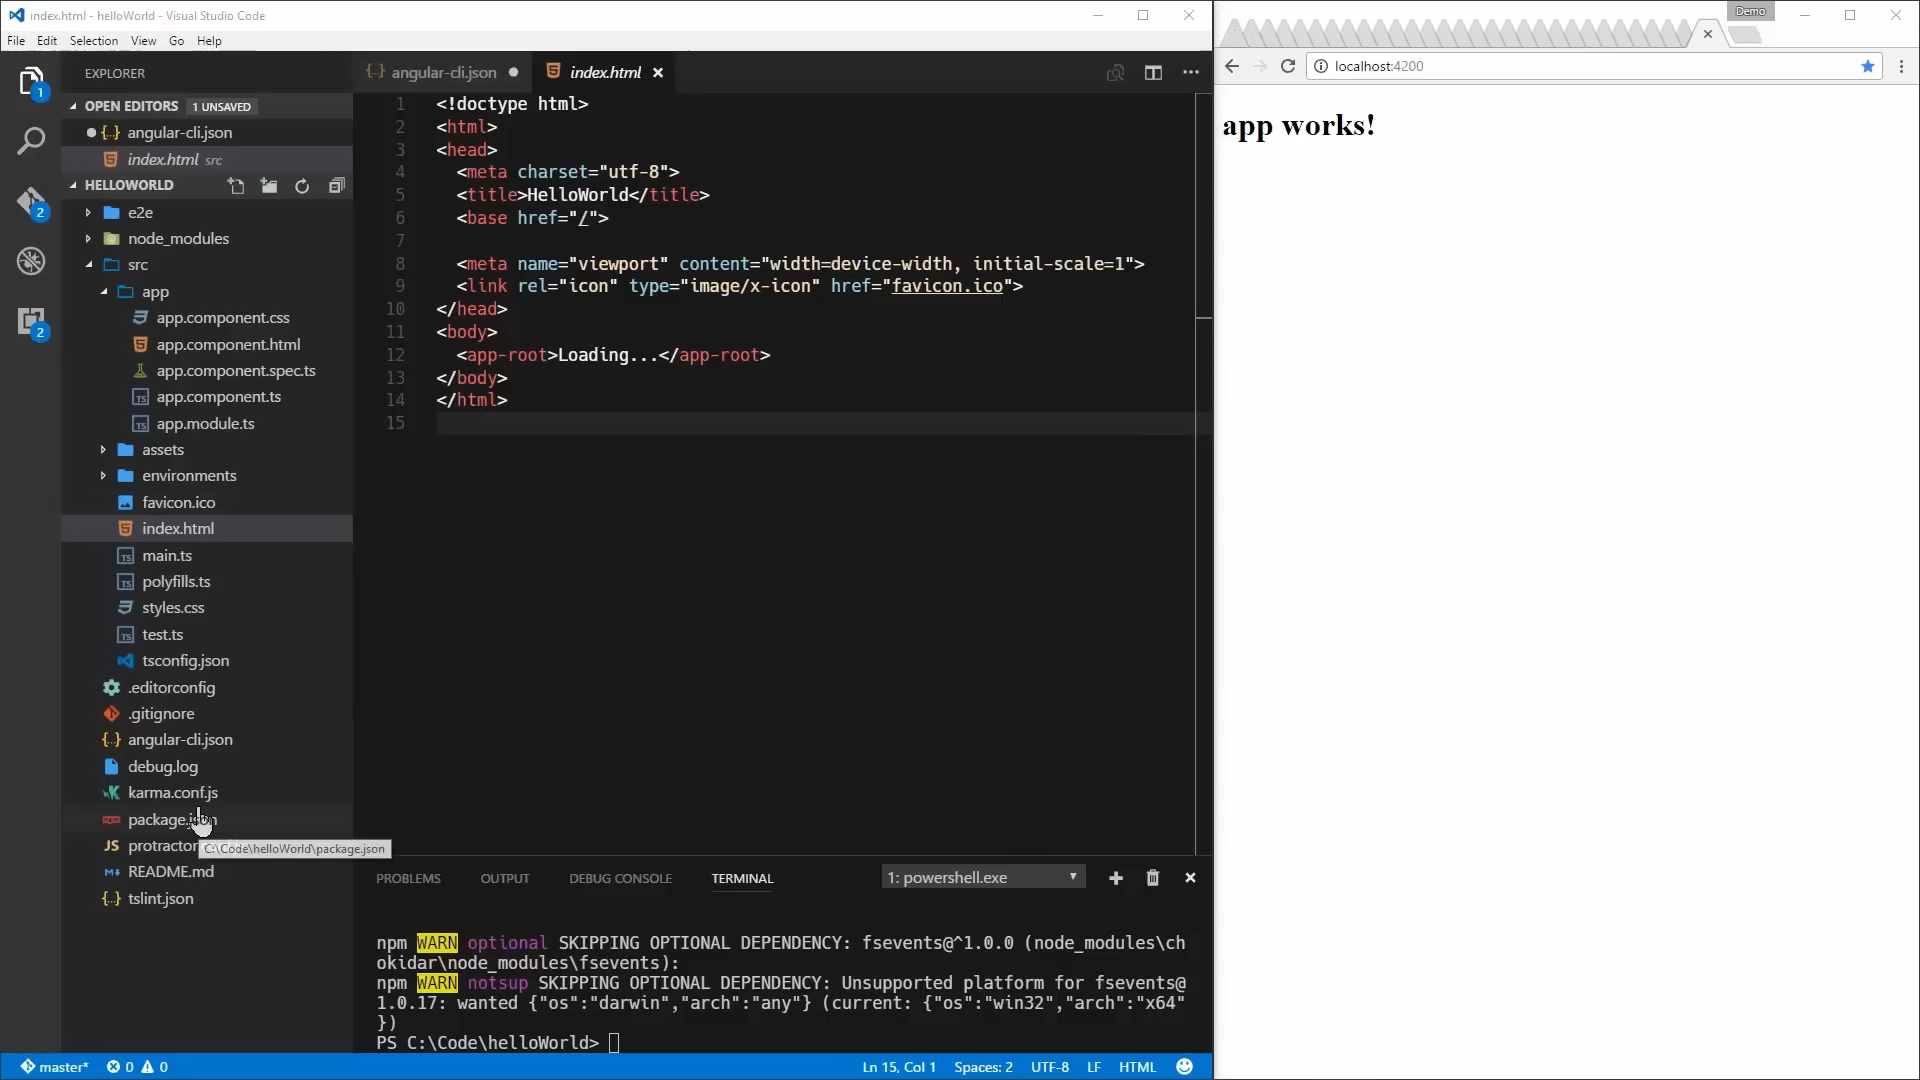 index.html - helloWorld - Visual Studio Code
File Edit Selection View Go Help
EXPLORER
OPEN EDITORS 1 UNSAVED
angular-cli.json
index.html src
HELLOWORLD
e2e
node_modules
src
app
app.component.css
app.component.html
app.component.spec.ts
app.component.ts
app.module.ts
assets
environments
favicon.ico
index.html
main.ts
polyfills.ts
styles.css
test.ts
tsconfig.json
.editorconfig
.gitignore
angular-cli.json
debug.log
karma.conf.js
package.json
C:\Code\helloWorld\package.json
README.md
tslint.json
1
2
2
angular-cli.json
index.html
1 <!doctype html>
2 <html>
3 <head>
4 <meta charset="utf-8">
5 <title>HelloWorld</title>
6 <base href="/">
7
8 <meta name="viewport" content="width=device-width, initial-scale=1">
9 <link rel="icon" type="image/x-icon" href="favicon.ico">
10 </head>
11 <body>
12 <app-root>Loading...</app-root>
13 </body>
14 </html>
15
PROBLEMS OUTPUT DEBUG CONSOLE TERMINAL 1: powershell.exe
npm WARN optional SKIPPING OPTIONAL DEPENDENCY: fsevents@^1.0.0 (node_modules\ch
okidar\node_modules\fsevents):
npm WARN notsup SKIPPING OPTIONAL DEPENDENCY: Unsupported platform for fsevents@
1.0.17: wanted {"os":"darwin","arch":"any"} (current: {"os":"win32","arch":"x64"
})
PS C:\Code\helloWorld>
master* 0 0 Ln 15, Col 1 Spaces: 2 UTF-8 LF HTML
Demo
localhost:4200
app works!